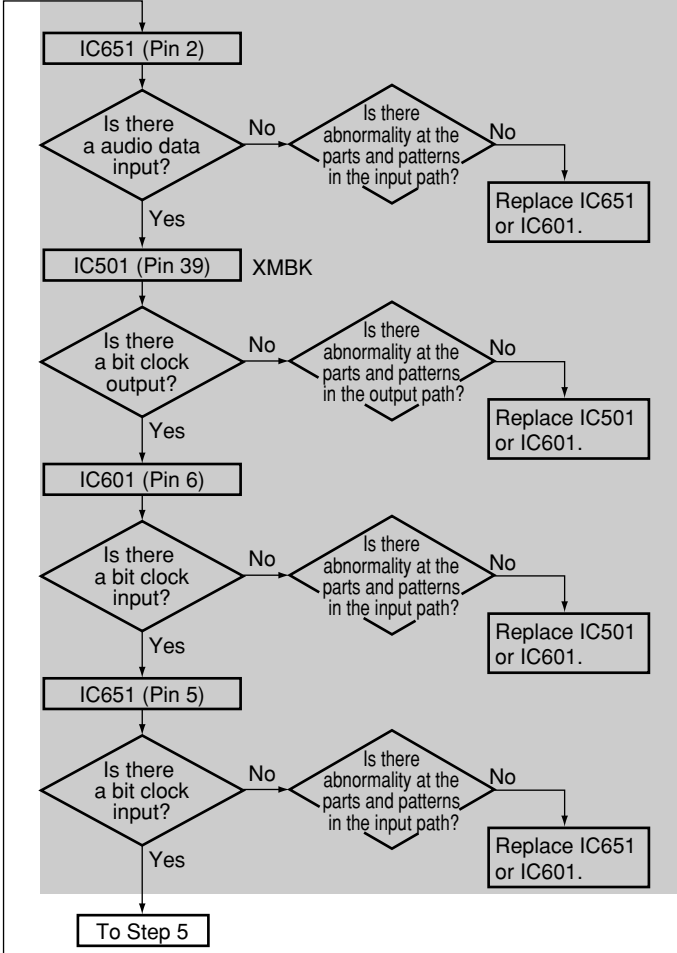 IC651 (Pin 2)
Is there
a audio data
input?
No
Is there
abnormality at the
parts and patterns
in the input path?
No
Replace IC651
or IC601.
Yes
IC501 (Pin 39)
XMBK
Is there
a bit clock
output?
No
Is there
abnormality at the
parts and patterns
in the output path?
No
Replace IC501
or IC601.
Yes
IC601 (Pin 6)
Is there
a bit clock
input?
No
Is there
abnormality at the
parts and patterns
in the input path?
No
Replace IC501
or IC601.
Yes
IC651 (Pin 5)
Is there
a bit clock
input?
No
Is there
abnormality at the
parts and patterns
in the input path?
No
Replace IC651
or IC601.
Yes
To Step 5